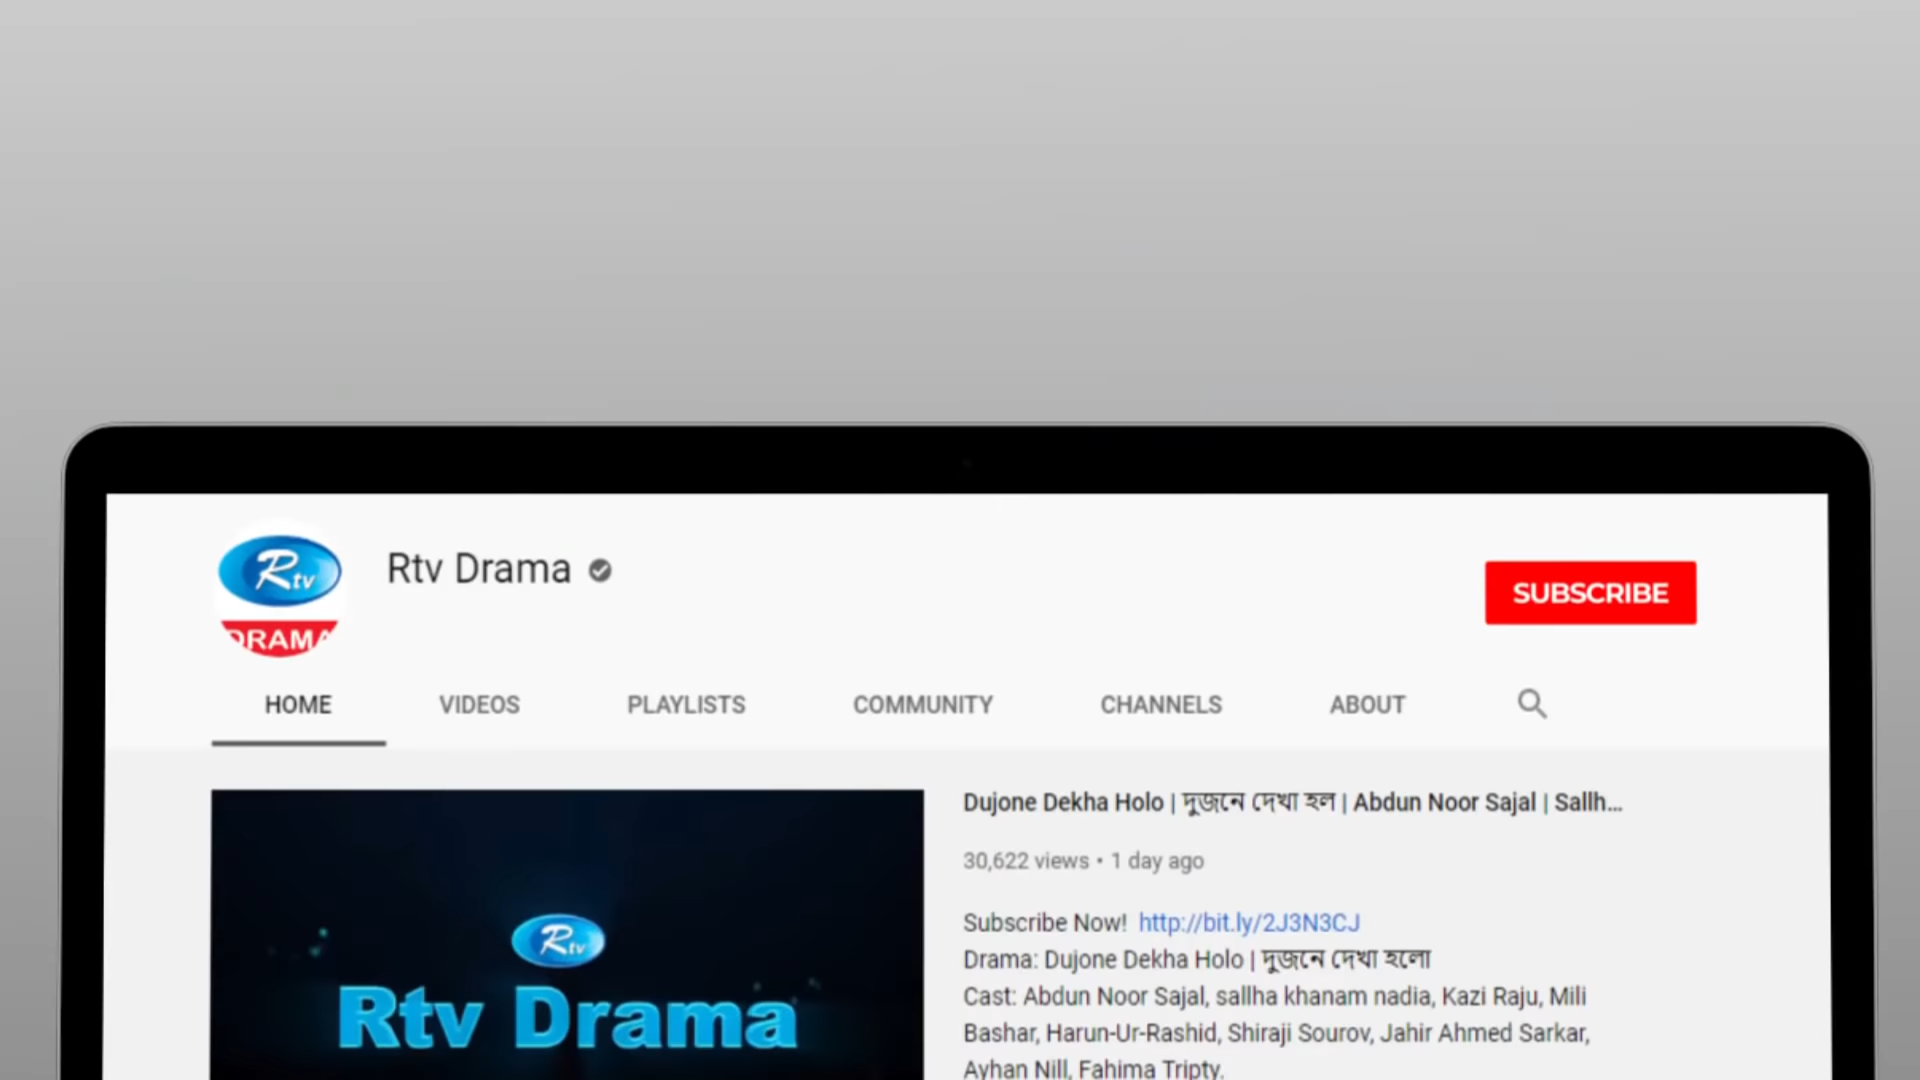 Rtv
DRAMA
Rtv Drama
SUBSCRIBE
HOME VIDEOS PLAYLISTS COMMUNITY CHANNELS ABOUT
Rtv
Rtv Drama
Dujone Dekha Holo | দুজনে দেখা হল | Abdun Noor Sajal | Sallh...
30,622 views • 1 day ago
Subscribe Now! http://bit.ly/2J3N3CJ
Drama: Dujone Dekha Holo | দুজনে দেখা হলো
Cast: Abdun Noor Sajal, sallha khanam nadia, Kazi Raju, Mili
Bashar, Harun-Ur-Rashid, Shiraji Sourov, Jahir Ahmed Sarkar,
Ayhan Nill, Fahima Tripty.